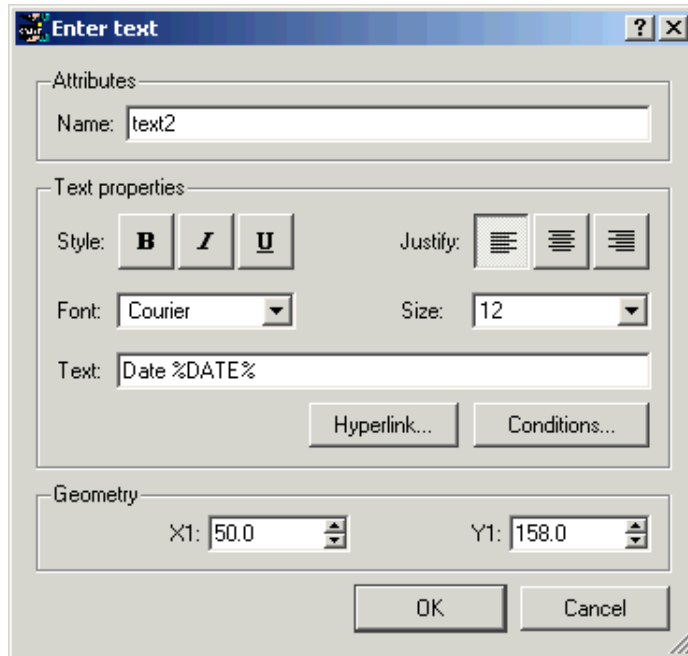 Enter text
Attributes
Name: text2
Text properties
Style: B I U Justify:
Font: Courier Size: 12
Text: Date %DATE%
Hyperlink... Conditions...
Geometry
X1: 50.0 Y1: 158.0
OK Cancel